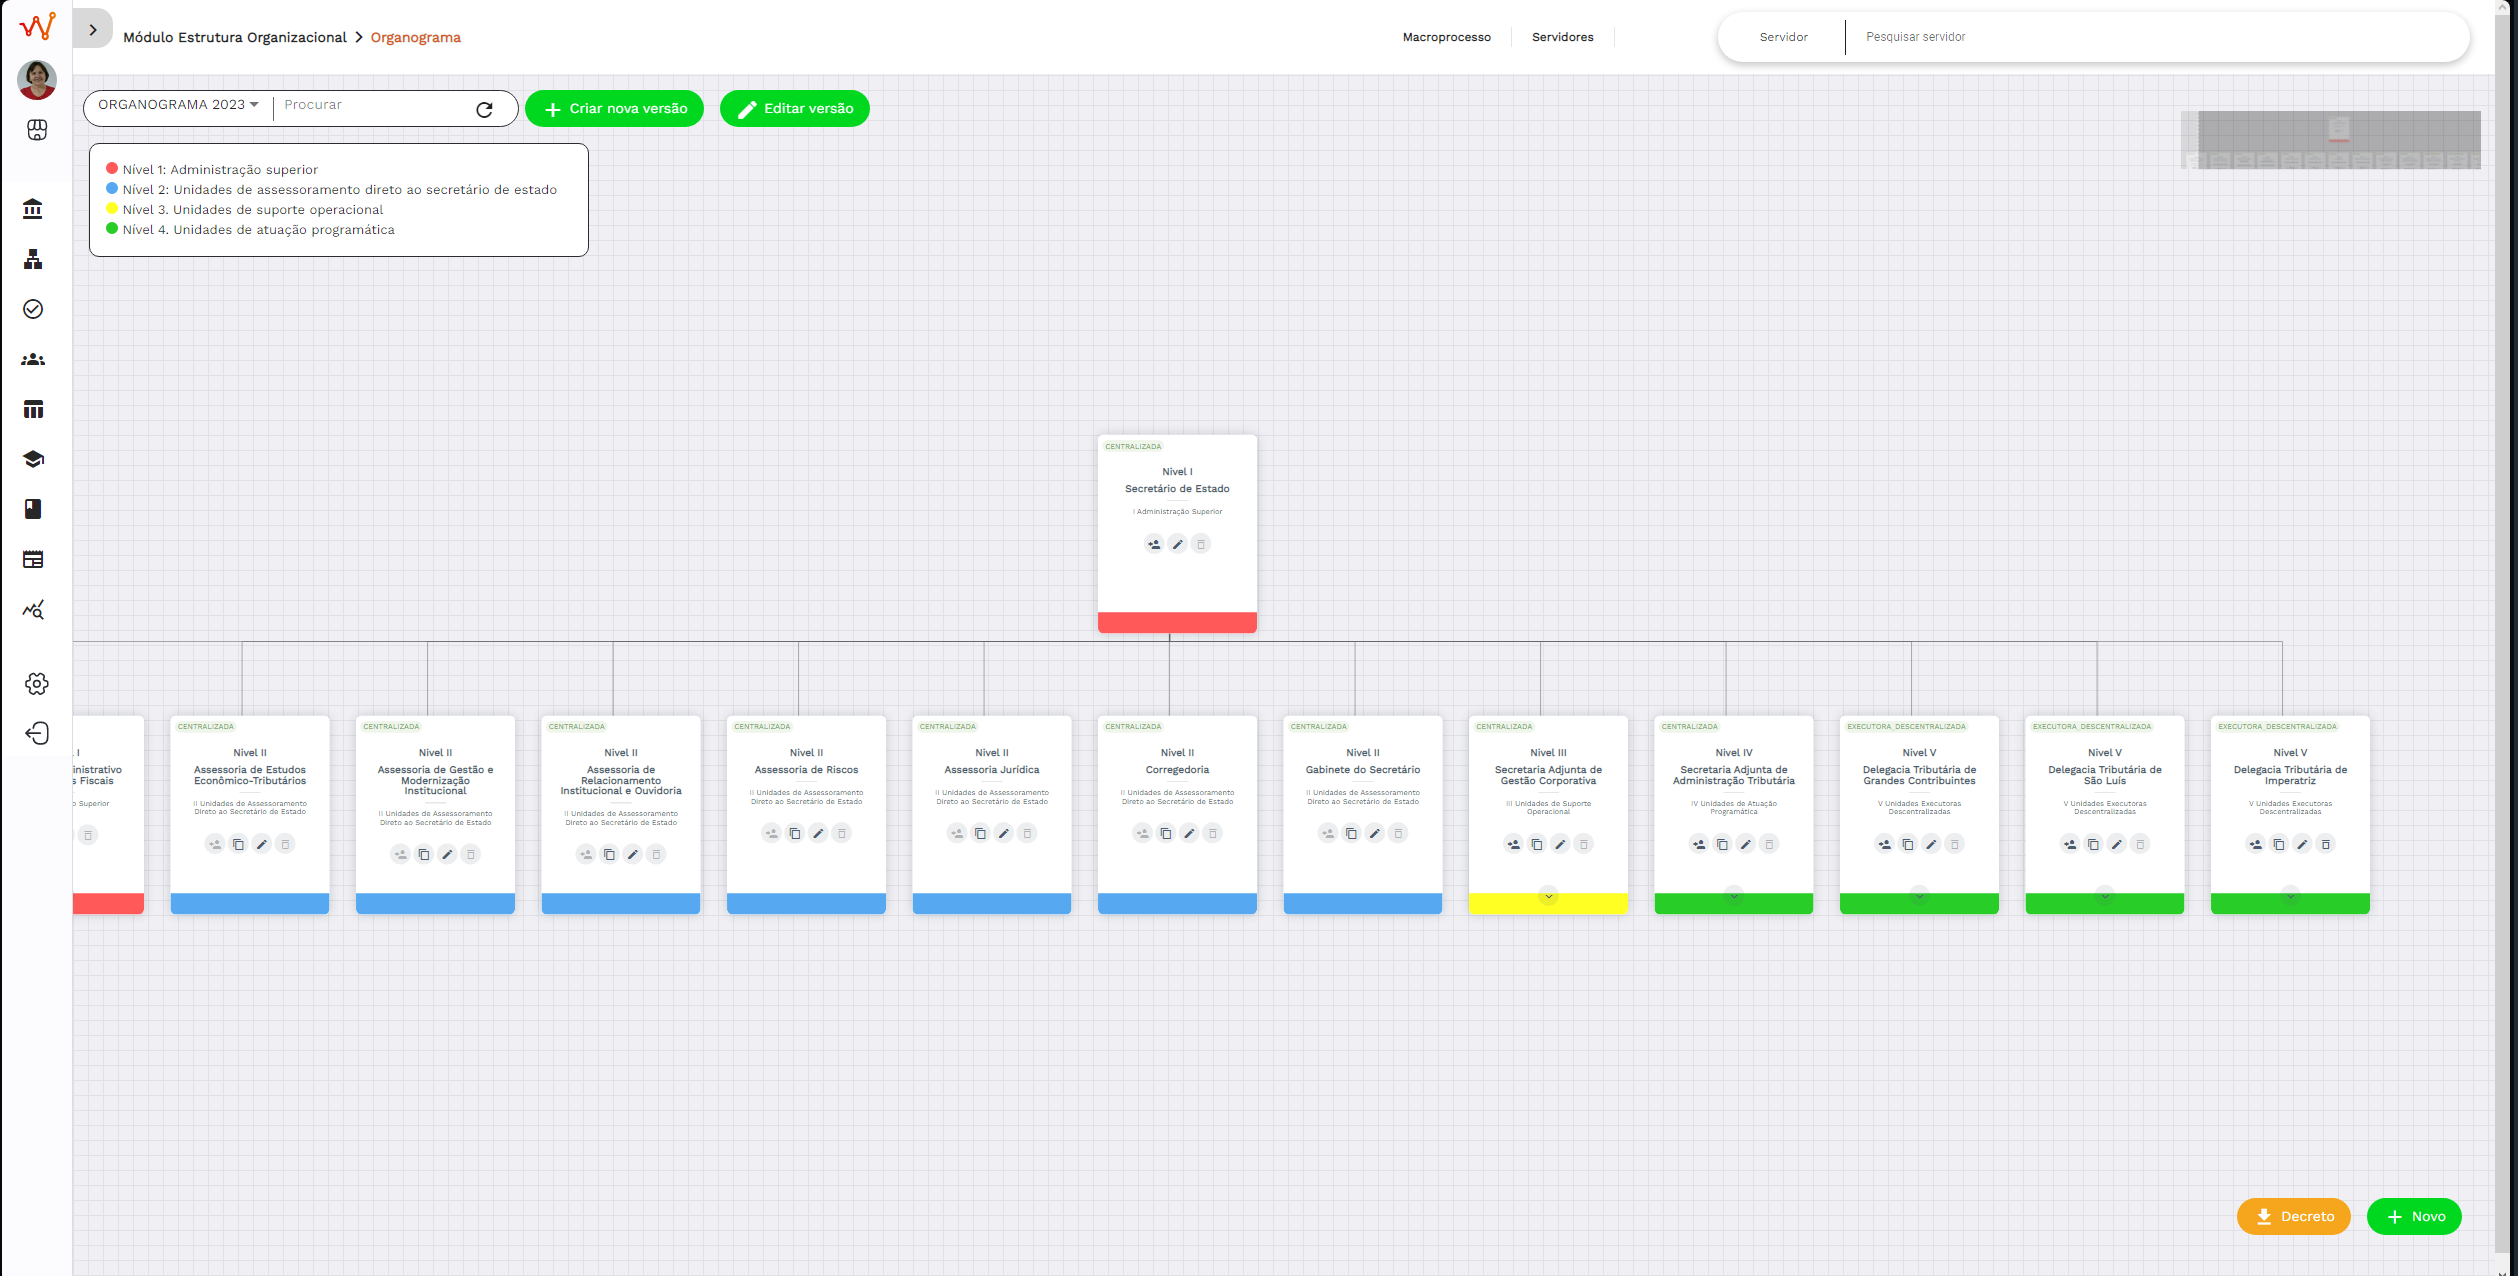 Módulo Estrutura Organizacional > Organograma
Macroprocesso
Servidores
Servidor
Pesquisar servidor
ORGANOGRAMA 2023
Procurar
Criar nova versão
Editar versão
Nível 1: Administração superior
Nível 2: Unidades de assessoramento direto ao secretário de estado
Nível 3. Unidades de suporte operacional
Nível 4. Unidades de atuação programática
CENTRALIZADA
Nivel I
Secretário de Estado
I Administração Superior
I
inistrativo
s Fiscais
o Superior
CENTRALIZADA
Nivel II
Assessoria de Estudos
Econômico-Tributários
II Unidades de Assessoramento
Direto ao Secretário de Estado
CENTRALIZADA
Nivel II
Assessoria de Gestão e
Modernização
Institucional
II Unidades de Assessoramento
Direto ao Secretário de Estado
CENTRALIZADA
Nivel II
Assessoria de
Relacionamento
Institucional e Ouvidoria
II Unidades de Assessoramento
Direto ao Secretário de Estado
CENTRALIZADA
Nivel II
Assessoria de Riscos
II Unidades de Assessoramento
Direto ao Secretário de Estado
CENTRALIZADA
Nivel II
Assessoria Jurídica
II Unidades de Assessoramento
Direto ao Secretário de Estado
CENTRALIZADA
Nivel II
Corregedoria
II Unidades de Assessoramento
Direto ao Secretário de Estado
CENTRALIZADA
Nivel II
Gabinete do Secretário
II Unidades de Assessoramento
Direto ao Secretário de Estado
CENTRALIZADA
Nivel III
Secretaria Adjunta de
Gestão Corporativa
III Unidades de Suporte
Operacional
CENTRALIZADA
Nivel IV
Secretaria Adjunta de
Administração Tributária
IV Unidades de Atuação
Programática
EXECUTORA_DESCENTRALIZADA
Nivel V
Delegacia Tributária de
Grandes Contribuintes
V Unidades Executoras
Descentralizadas
EXECUTORA_DESCENTRALIZADA
Nivel V
Delegacia Tributária de
São Luís
V Unidades Executoras
Descentralizadas
EXECUTORA_DESCENTRALIZADA
Nivel V
Delegacia Tributária de
Imperatriz
V Unidades Executoras
Descentralizadas
Decreto
Novo